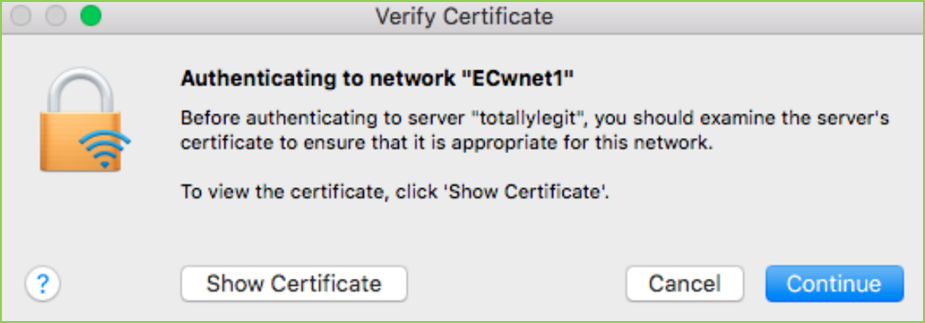 Verify Certificate
Authenticating to network "ECwnet1"
Before authenticating to server "totallylegit", you should examine the server's
certificate to ensure that it is appropriate for this network.
To view the certificate, click 'Show Certificate'.
?
Show Certificate
Cancel
Continue